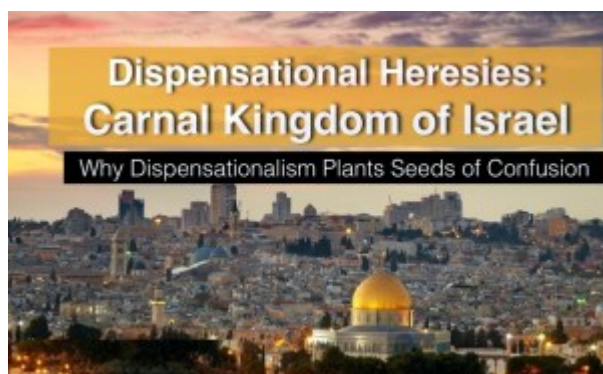 Dispensational Heresies:
Carnal Kingdom of Israel
Why Dispensationalism Plants Seeds of Confusion